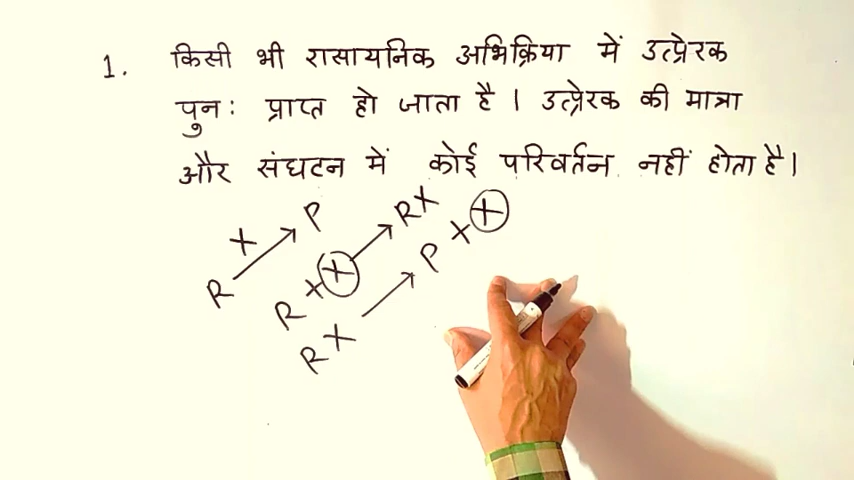 1. किसी भी रासायनिक अभिक्रिया में उत्प्रेरक
पुनः प्राप्त हो जाता है । उत्प्रेरक की मात्रा
और संघटन में कोई परिवर्तन नहीं होता है।
R x → P
R x + → Rx
Rx → P x +